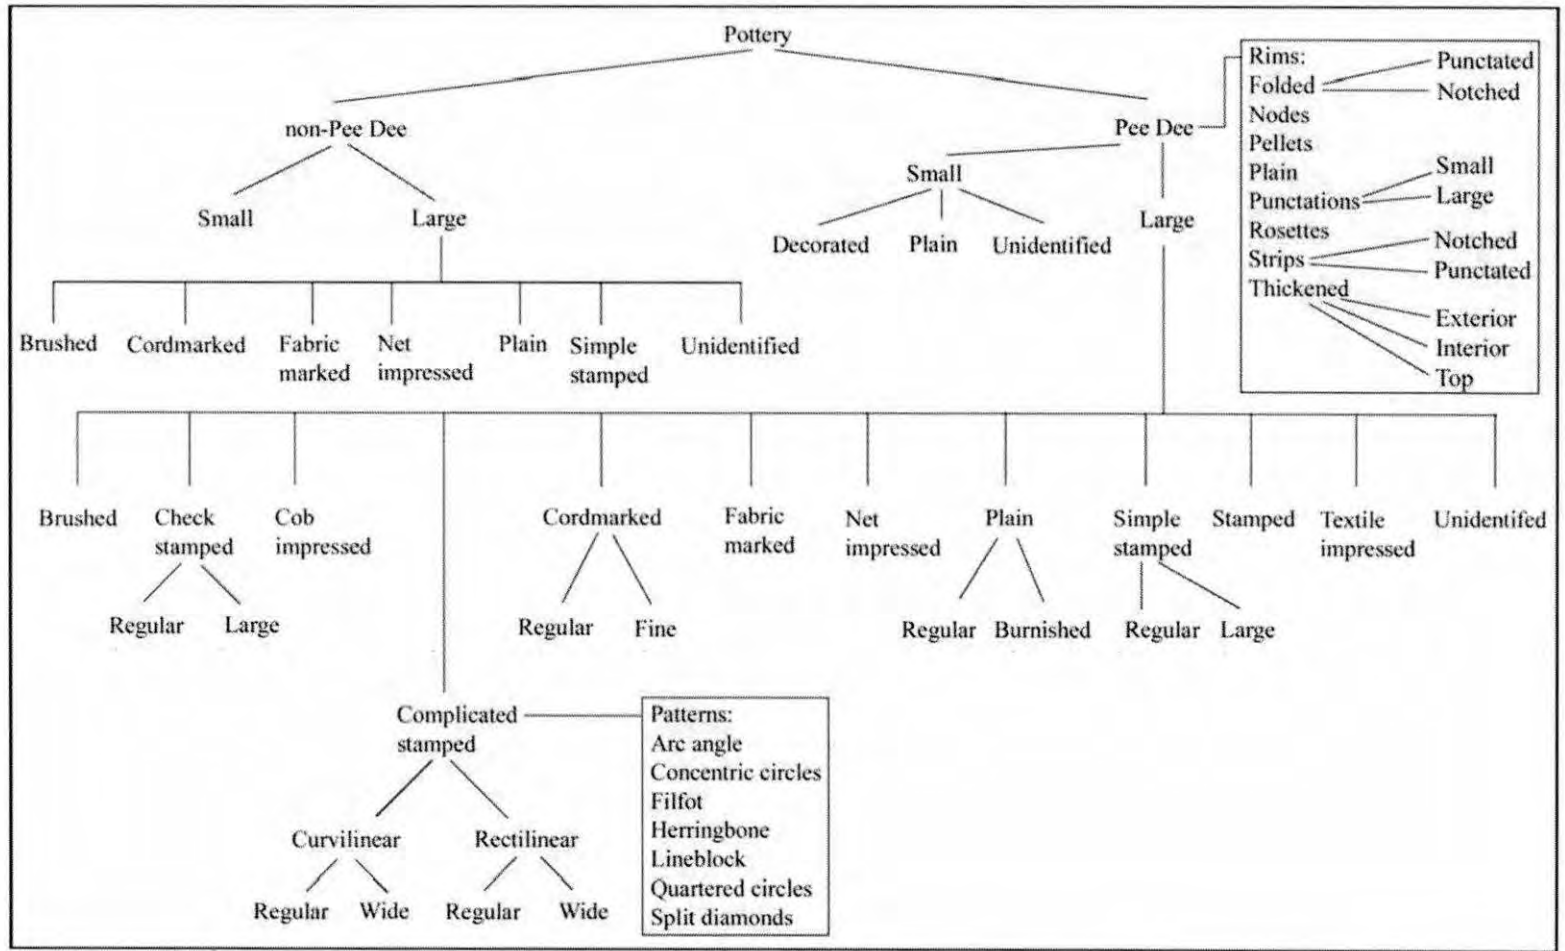 Pottery
non-Pee Dee
Pee Dee
Small
Large
Small
Large
Decorated
Plain
Unidentified
Rims:
Folded
Punctated
Notched
Nodes
Pellets
Plain
Punctations
Small
Large
Rosettes
Strips
Notched
Punctated
Thickened
Exterior
Interior
Top
Brushed
Cordmarked
Fabric
marked
Net
impressed
Plain
Simple
stamped
Unidentified
Brushed
Check
stamped
Regular
Large
Cob
impressed
Cordmarked
Regular
Fine
Fabric
marked
Net
impressed
Plain
Regular
Burnished
Simple
stamped
Regular
Large
Stamped
Textile
impressed
Unidentifed
Complicated
stamped
Curvilinear
Rectilinear
Regular
Wide
Regular
Wide
Patterns:
Arc angle
Concentric circles
Filfot
Herringbone
Lineblock
Quartered circles
Split diamonds